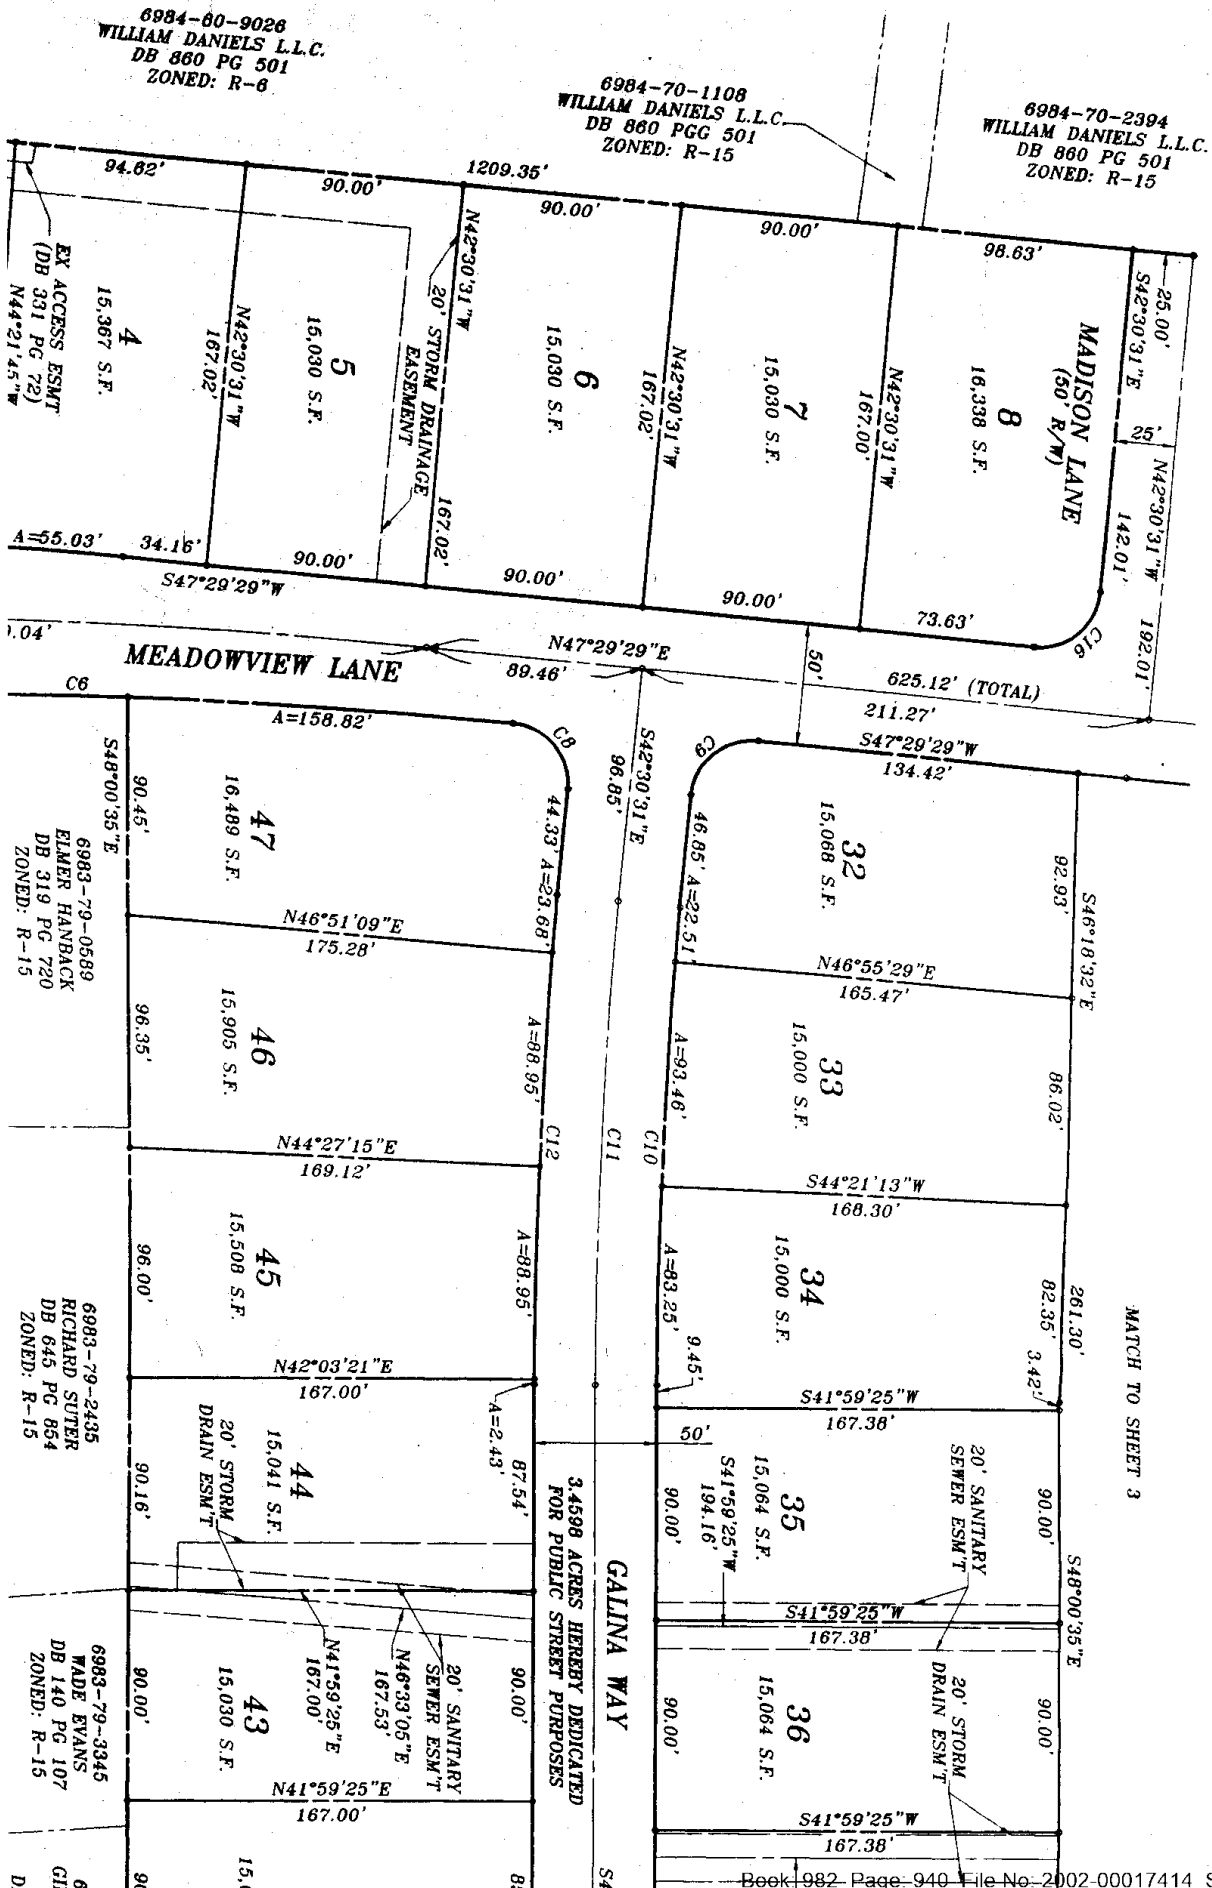 6984-80-9026
WILLIAM DANIELS L.L.C.
DB 860 PG 501
ZONED: R-6
6984-70-1108
WILLIAM DANIELS L.L.C.
DB 860 PGG 501
ZONED: R-15
6984-70-2394
WILLIAM DANIELS L.L.C.
DB 860 PG 501
ZONED: R-15
94.62'
90.00'
1209.35'
90.00'
90.00'
98.63'
25.00'
S42°30'31"E
25'
N42°30'31"W 192.01'
142.01'
C16
MADISON LANE
(50' R/W)
EX ACCESS ESMT
(DB 331 PG 72)
N44°21'45"W
4
15,367 S.F.
N42°30'31"W
167.02'
5
15,030 S.F.
20' STORM DRAINAGE
EASEMENT
N42°30'31"W
167.02'
6
15,030 S.F.
N42°30'31"W
167.02'
7
15,030 S.F.
N42°30'31"W
167.00'
8
16,338 S.F.
A=55.03'
34.16'
90.00'
90.00'
90.00'
73.63'
S47°29'29"W
MEADOWVIEW LANE
N47°29'29"E
89.46'
50'
625.12' (TOTAL)
211.27'
C6
A=158.82'
C8
C9
S47°29'29"W
134.42'
S42°30'31"E
96.85'
S48°00'35"E
90.45'
47
16,489 S.F.
44.33'
A=23.68'
46.85'
A=22.51'
32
15,068 S.F.
92.93'
S46°18'32"E
6983-79-0589
ELMER HANBACK
DB 319 PG 720
ZONED: R-15
N46°51'09"E
175.28'
N46°55'29"E
165.47'
96.35'
46
15,905 S.F.
A=88.95'
C12
C11
C10
A=93.46'
33
15,000 S.F.
86.02'
N44°27'15"E
169.12'
S44°21'13"W
168.30'
6983-79-2435
RICHARD SUTER
DB 645 PG 854
ZONED: R-15
96.00'
45
15,508 S.F.
A=88.95'
A=83.25'
9.45'
34
15,000 S.F.
82.35'
261.30'
3.42'
MATCH TO SHEET 3
N42°03'21"E
167.00'
S41°59'25"W
167.38'
90.16'
20' STORM
DRAIN ESM'T
44
15,041 S.F.
A=2.43'
87.54'
50'
90.00'
S41°59'25"W
194.16'
35
15,064 S.F.
20' SANITARY
SEWER ESM'T
90.00'
S48°00'35"E
3.4598 ACRES HEREBY DEDICATED
FOR PUBLIC STREET PURPOSES
GALINA WAY
S41°59'25"W
167.38'
6983-79-3345
WADE EVANS
DB 140 PG 107
ZONED: R-15
90.00'
43
15,030 S.F.
N41°59'25"E
167.00'
N46°33'05"E
167.53'
20' SANITARY
SEWER ESM'T
90.00'
90.00'
36
15,064 S.F.
20' STORM
DRAIN ESM'T
90.00'
N41°59'25"E
167.00'
S41°59'25"W
167.38'
Book: 982 Page: 940 File No: 2002-00017414